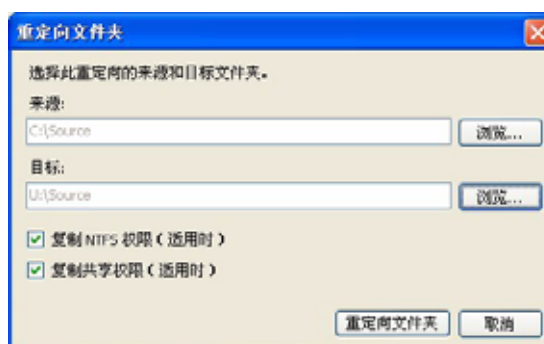 重定向文件夹
选择此重定向的来源和目标文件夹。
来源:
C:\Source
浏览...
目标:
U:\Source
浏览...
复制 NTFS 权限（适用时）
复制共享权限（适用时）
重定向文件夹
取消